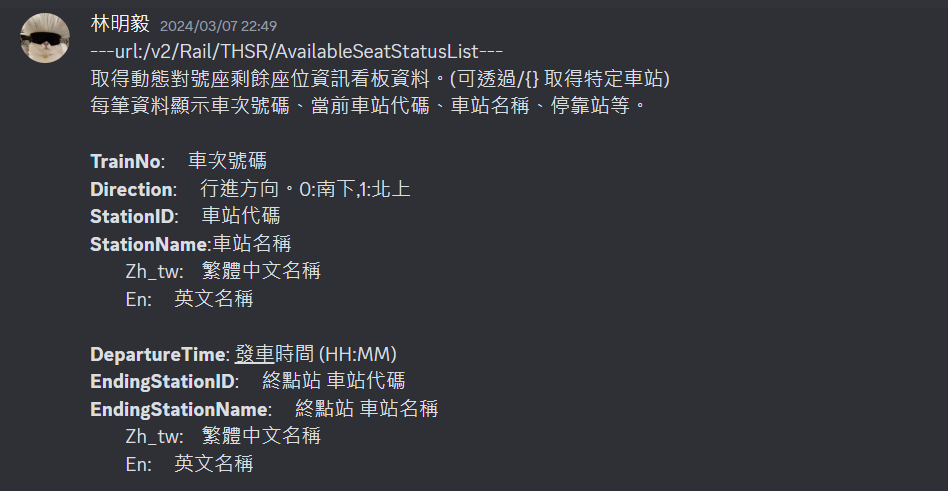 林明毅 2024/03/07 22:49
---url:/v2/Rail/THSR/AvailableSeatStatusList---
取得動態對號座剩餘座位資訊看板資料。(可透過/{} 取得特定車站)
每筆資料顯示車次號碼、當前車站代碼、車站名稱、停靠站等。
TrainNo: 車次號碼
Direction: 行進方向。0:南下,1:北上
StationID: 車站代碼
StationName:車站名稱
Zh_tw: 繁體中文名稱
En: 英文名稱
DepartureTime: 發車時間 (HH:MM)
EndingStationID: 終點站 車站代碼
EndingStationName: 終點站 車站名稱
Zh_tw: 繁體中文名稱
En: 英文名稱